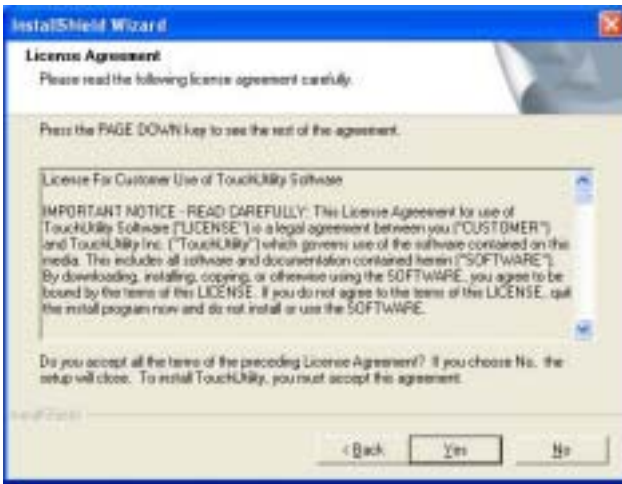 InstallShield Wizard
License Agreement
Please read the following license agreement carefully.
Press the PAGE DOWN key to see the rest of the agreement.
License For Customer Use of TouchUtility Software
IMPORTANT NOTICE - READ CAREFULLY: This License Agreement for use of
TouchUtility Software ("LICENSE") is a legal agreement between you ("CUSTOMER")
and TouchUtility Inc. ("TouchUtility") which governs use of the software contained on this
media. This includes all software and documentation contained herein ("SOFTWARE").
By downloading, installing, copying, or otherwise using the SOFTWARE, you agree to be
bound by the terms of this LICENSE. If you do not agree to the terms of this LICENSE, quit
the install program now and do not install or use the SOFTWARE.
Do you accept all the terms of the preceding License Agreement? If you choose No, the
setup will close. To install TouchUtility, you must accept this agreement.
InstallShield
< Back
Yes
No